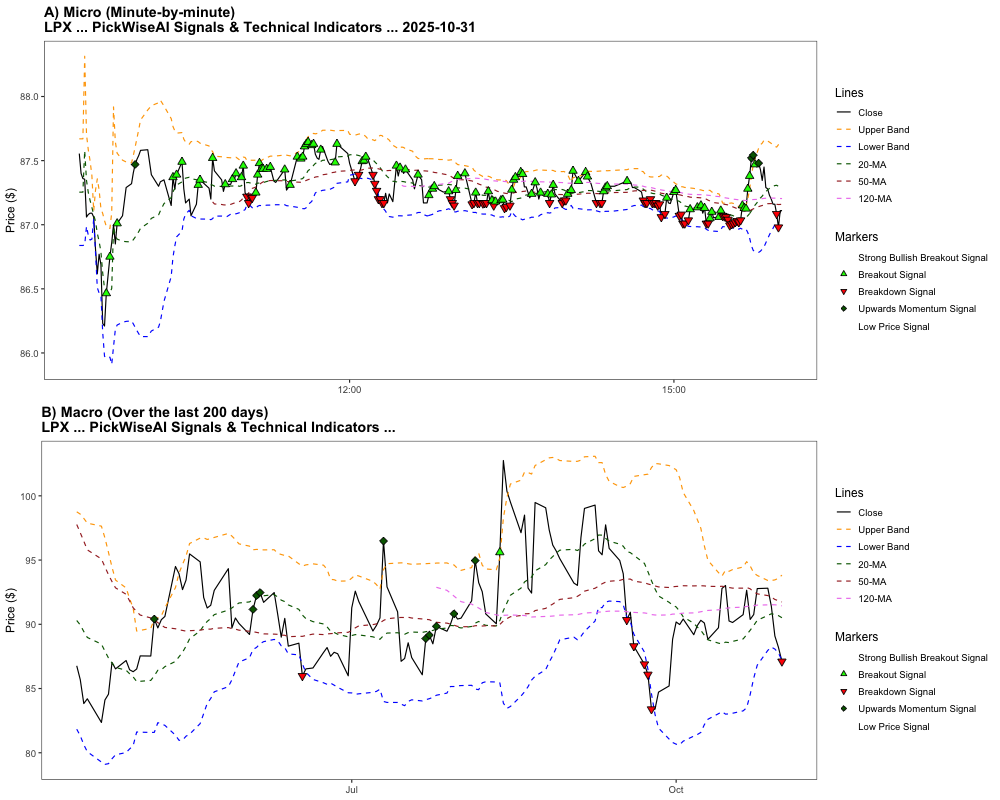 A) Micro (Minute-by-minute)
LPX ... PickWiseAI Signals & Technical Indicators ... 2025-10-31
Price ($)
88.0
87.5
87.0
86.5
86.0
12:00
15:00
Lines
Close
Upper Band
Lower Band
20-MA
50-MA
120-MA
Markers
Strong Bullish Breakout Signal
Breakout Signal
Breakdown Signal
Upwards Momentum Signal
Low Price Signal
B) Macro (Over the last 200 days)
LPX ... PickWiseAI Signals & Technical Indicators ...
Price ($)
100
95
90
85
80
Jul
Oct
Lines
Close
Upper Band
Lower Band
20-MA
50-MA
120-MA
Markers
Strong Bullish Breakout Signal
Breakout Signal
Breakdown Signal
Upwards Momentum Signal
Low Price Signal